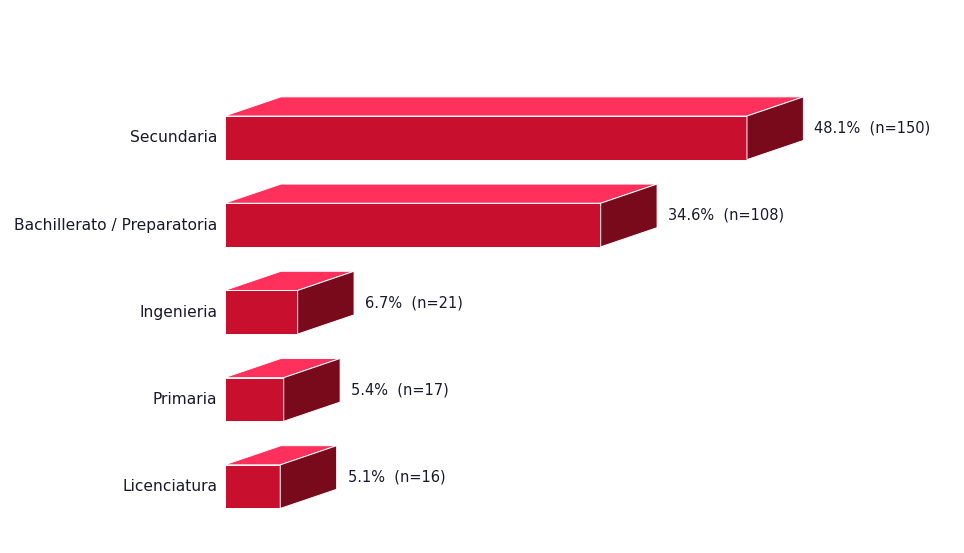 Secundaria 48.1% (n=150)
Bachillerato / Preparatoria 34.6% (n=108)
Ingenieria 6.7% (n=21)
Primaria 5.4% (n=17)
Licenciatura 5.1% (n=16)